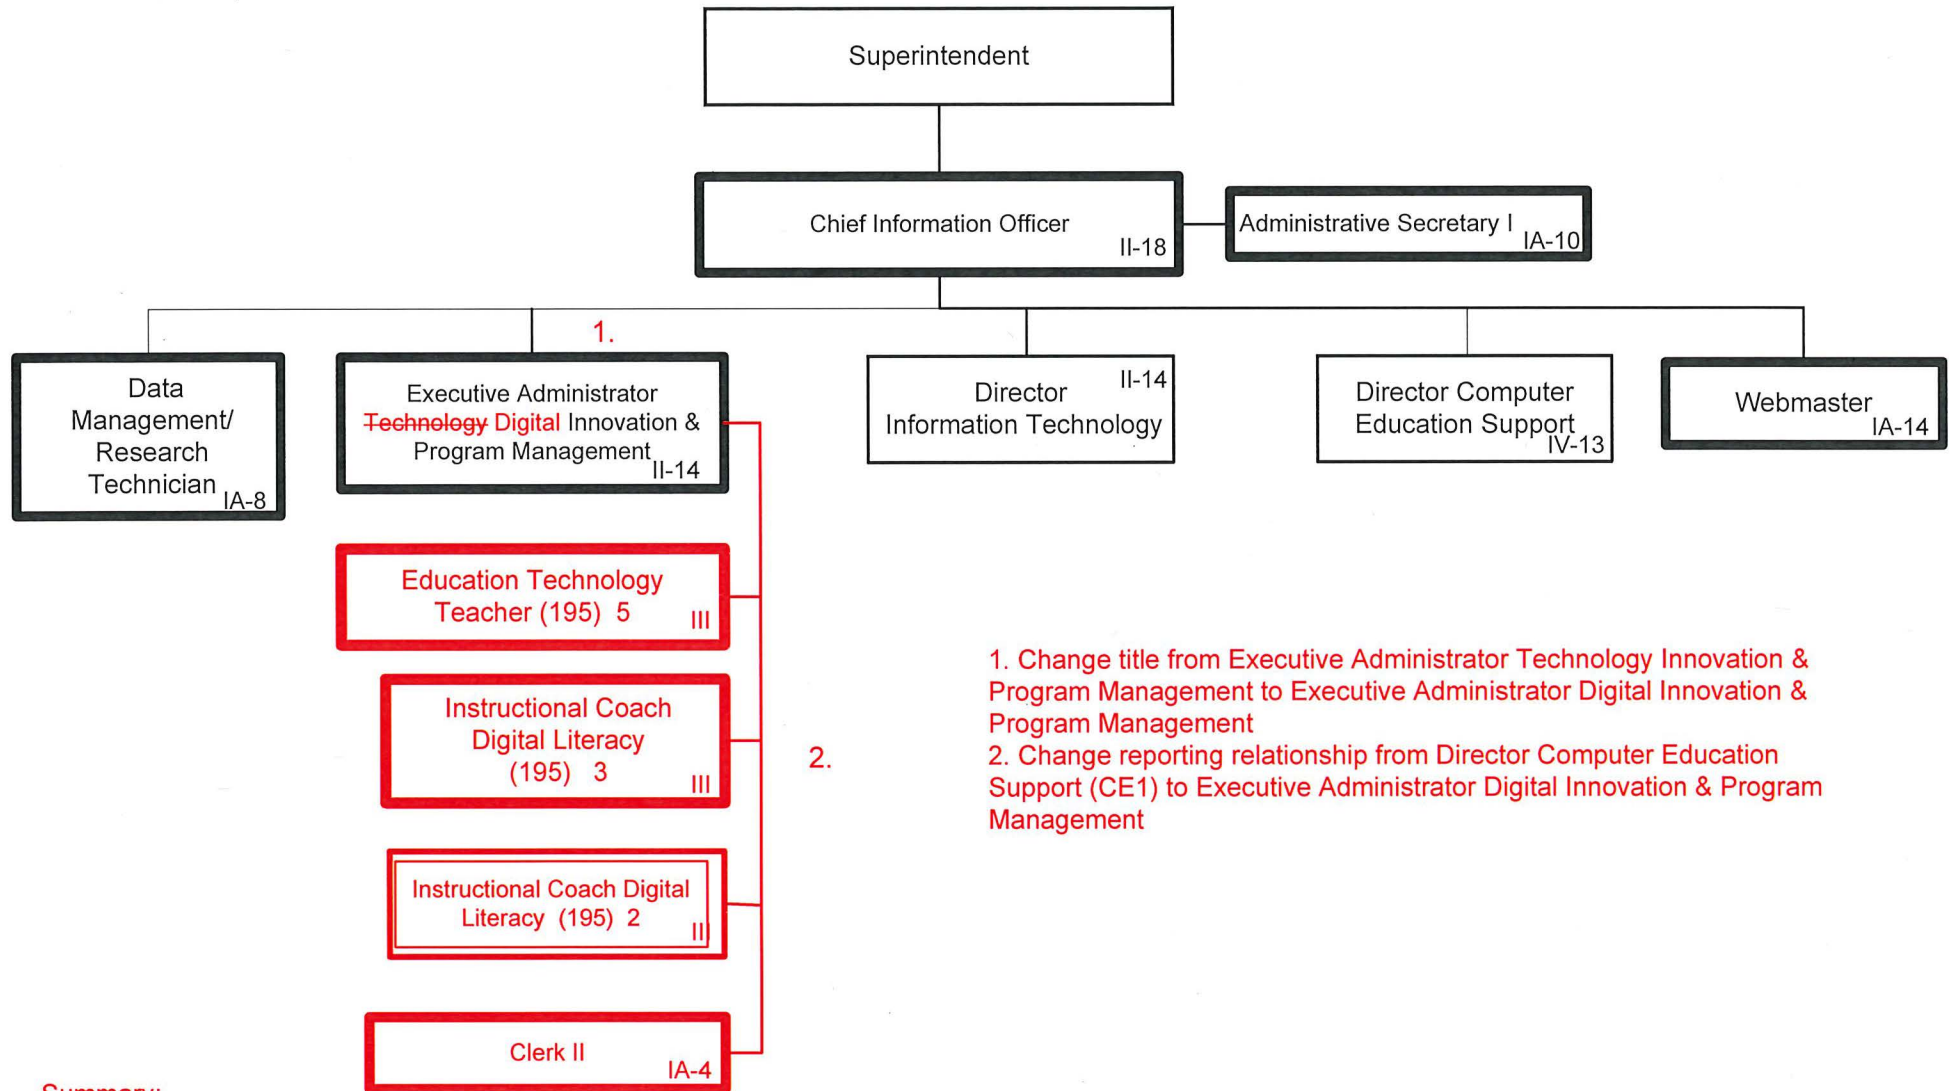 Superintendent
Chief Information Officer
II-18
Administrative Secretary I
IA-10
1.
Data
Management/
Research
Technician
IA-8
Executive Administrator
Technology Digital Innovation &
Program Management
II-14
Director
Information Technology
II-14
Director Computer
Education Support
IV-13
Webmaster
IA-14
Education Technology
Teacher (195) 5
III
Instructional Coach
Digital Literacy
(195) 3
III
2.
Instructional Coach Digital
Literacy (195) 2
III
Clerk II
IA-4
1. Change title from Executive Administrator Technology Innovation &
Program Management to Executive Administrator Digital Innovation &
Program Management
2. Change reporting relationship from Director Computer Education
Support (CE1) to Executive Administrator Digital Innovation & Program
Management
Summary: